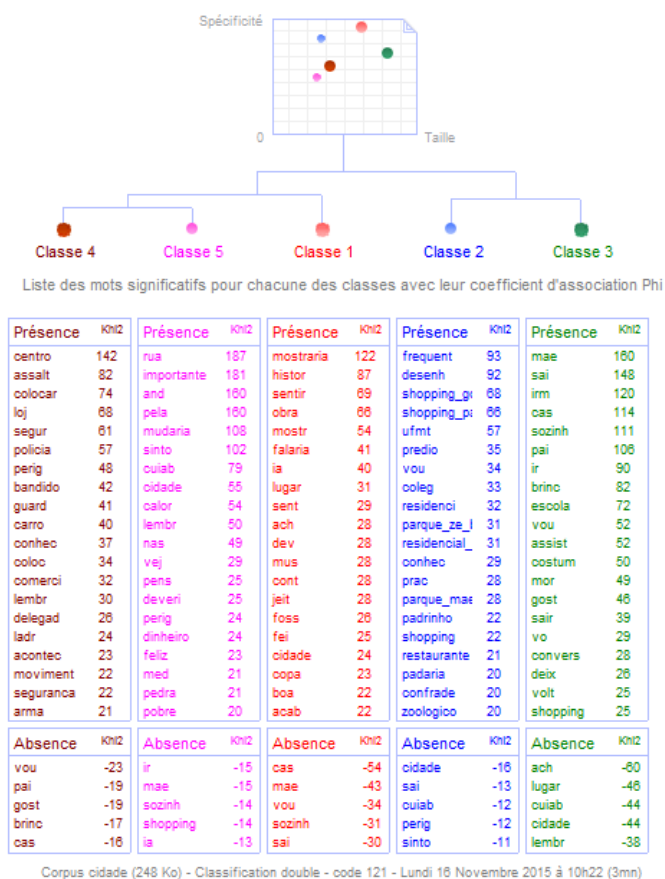 Spécificité
0 Taille
Classe 4 Classe 5 Classe 1 Classe 2 Classe 3
Liste des mots significatifs pour chacune des classes avec leur coefficient d'association Phi
Présence Khi2 Présence Khi2 Présence Khi2 Présence Khi2 Présence Khi2
centro 142 rua 187 mostraria 122 frequent 93 mae 160
assalt 82 importante 181 histor 87 desenh 92 sai 148
colocar 74 and 160 sentir 69 shopping_g 68 irm 120
loj 68 pela 160 obra 66 shopping_pa 66 cas 114
segur 61 mudaria 108 mostr 54 ufmt 57 sozinh 111
policia 57 sinto 102 falaria 41 predio 35 pai 106
perig 48 cuiab 79 ia 40 vou 34 ir 90
bandido 42 cidade 55 lugar 31 coleg 33 brinc 82
guard 41 calor 54 sent 29 residenci 32 escola 72
carro 40 lembr 50 ach 28 parque_ze_ 31 vou 52
conhec 37 nas 49 dev 28 residencial_ 31 assist 52
coloc 34 vej 29 mus 28 conhec 29 costum 50
comerci 32 pens 25 cont 28 prac 28 mor 49
lembr 30 deveri 25 jeit 28 parque_mae 28 gost 46
delegad 26 perig 24 foss 26 padrinho 22 sair 39
ladr 24 dinheiro 24 fei 25 shopping 22 vo 29
acontec 23 feliz 23 cidade 24 restaurante 21 convers 28
moviment 22 med 21 copa 23 padaria 20 deix 26
seguranca 22 pedra 21 boa 22 confrade 20 volt 25
arma 21 pobre 20 acab 22 zoologico 20 shopping 25
Absence Khi2 Absence Khi2 Absence Khi2 Absence Khi2 Absence Khi2
vou -23 ir -15 cas -54 cidade -16 ach -60
pai -19 mae -15 mae -43 sai -13 lugar -46
gost -19 sozinh -14 vou -34 cuiab -12 cuiab -44
brinc -17 shopping -14 sozinh -31 perig -12 cidade -44
cas -16 ia -13 sai -30 sinto -11 lembr -38
Corpus cidade (248 Ko) - Classification double - code 121 - Lundi 16 Novembre 2015 à 10h22 (3mn)